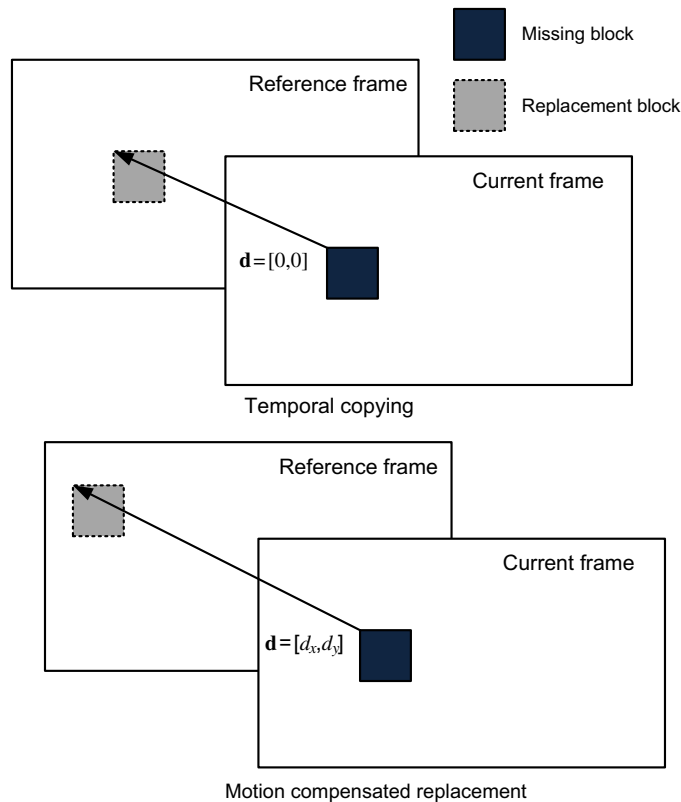 Missing block
Reference frame
Replacement block
Current frame
d=[0,0]
Temporal copying
Reference frame
Current frame
d=[dx,dy]
Motion compensated replacement